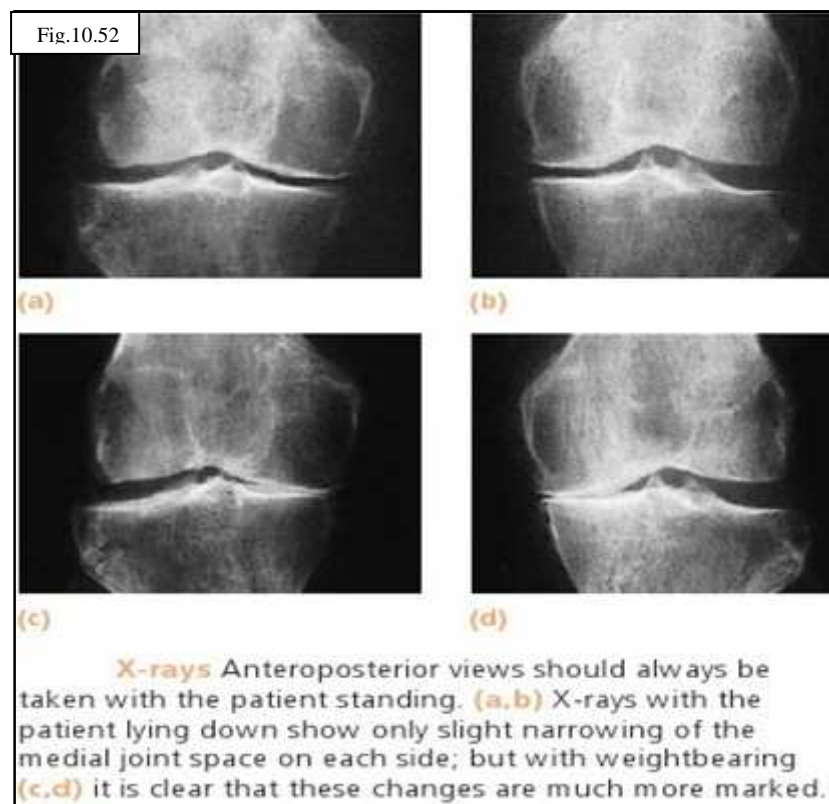 Fig.10.52
(a)
(b)
(c)
(d)
X-rays Anteroposterior views should always be
taken with the patient standing. (a,b) X-rays with the
patient lying down show only slight narrowing of the
medial joint space on each side; but with weightbearing
(c,d) it is clear that these changes are much more marked.